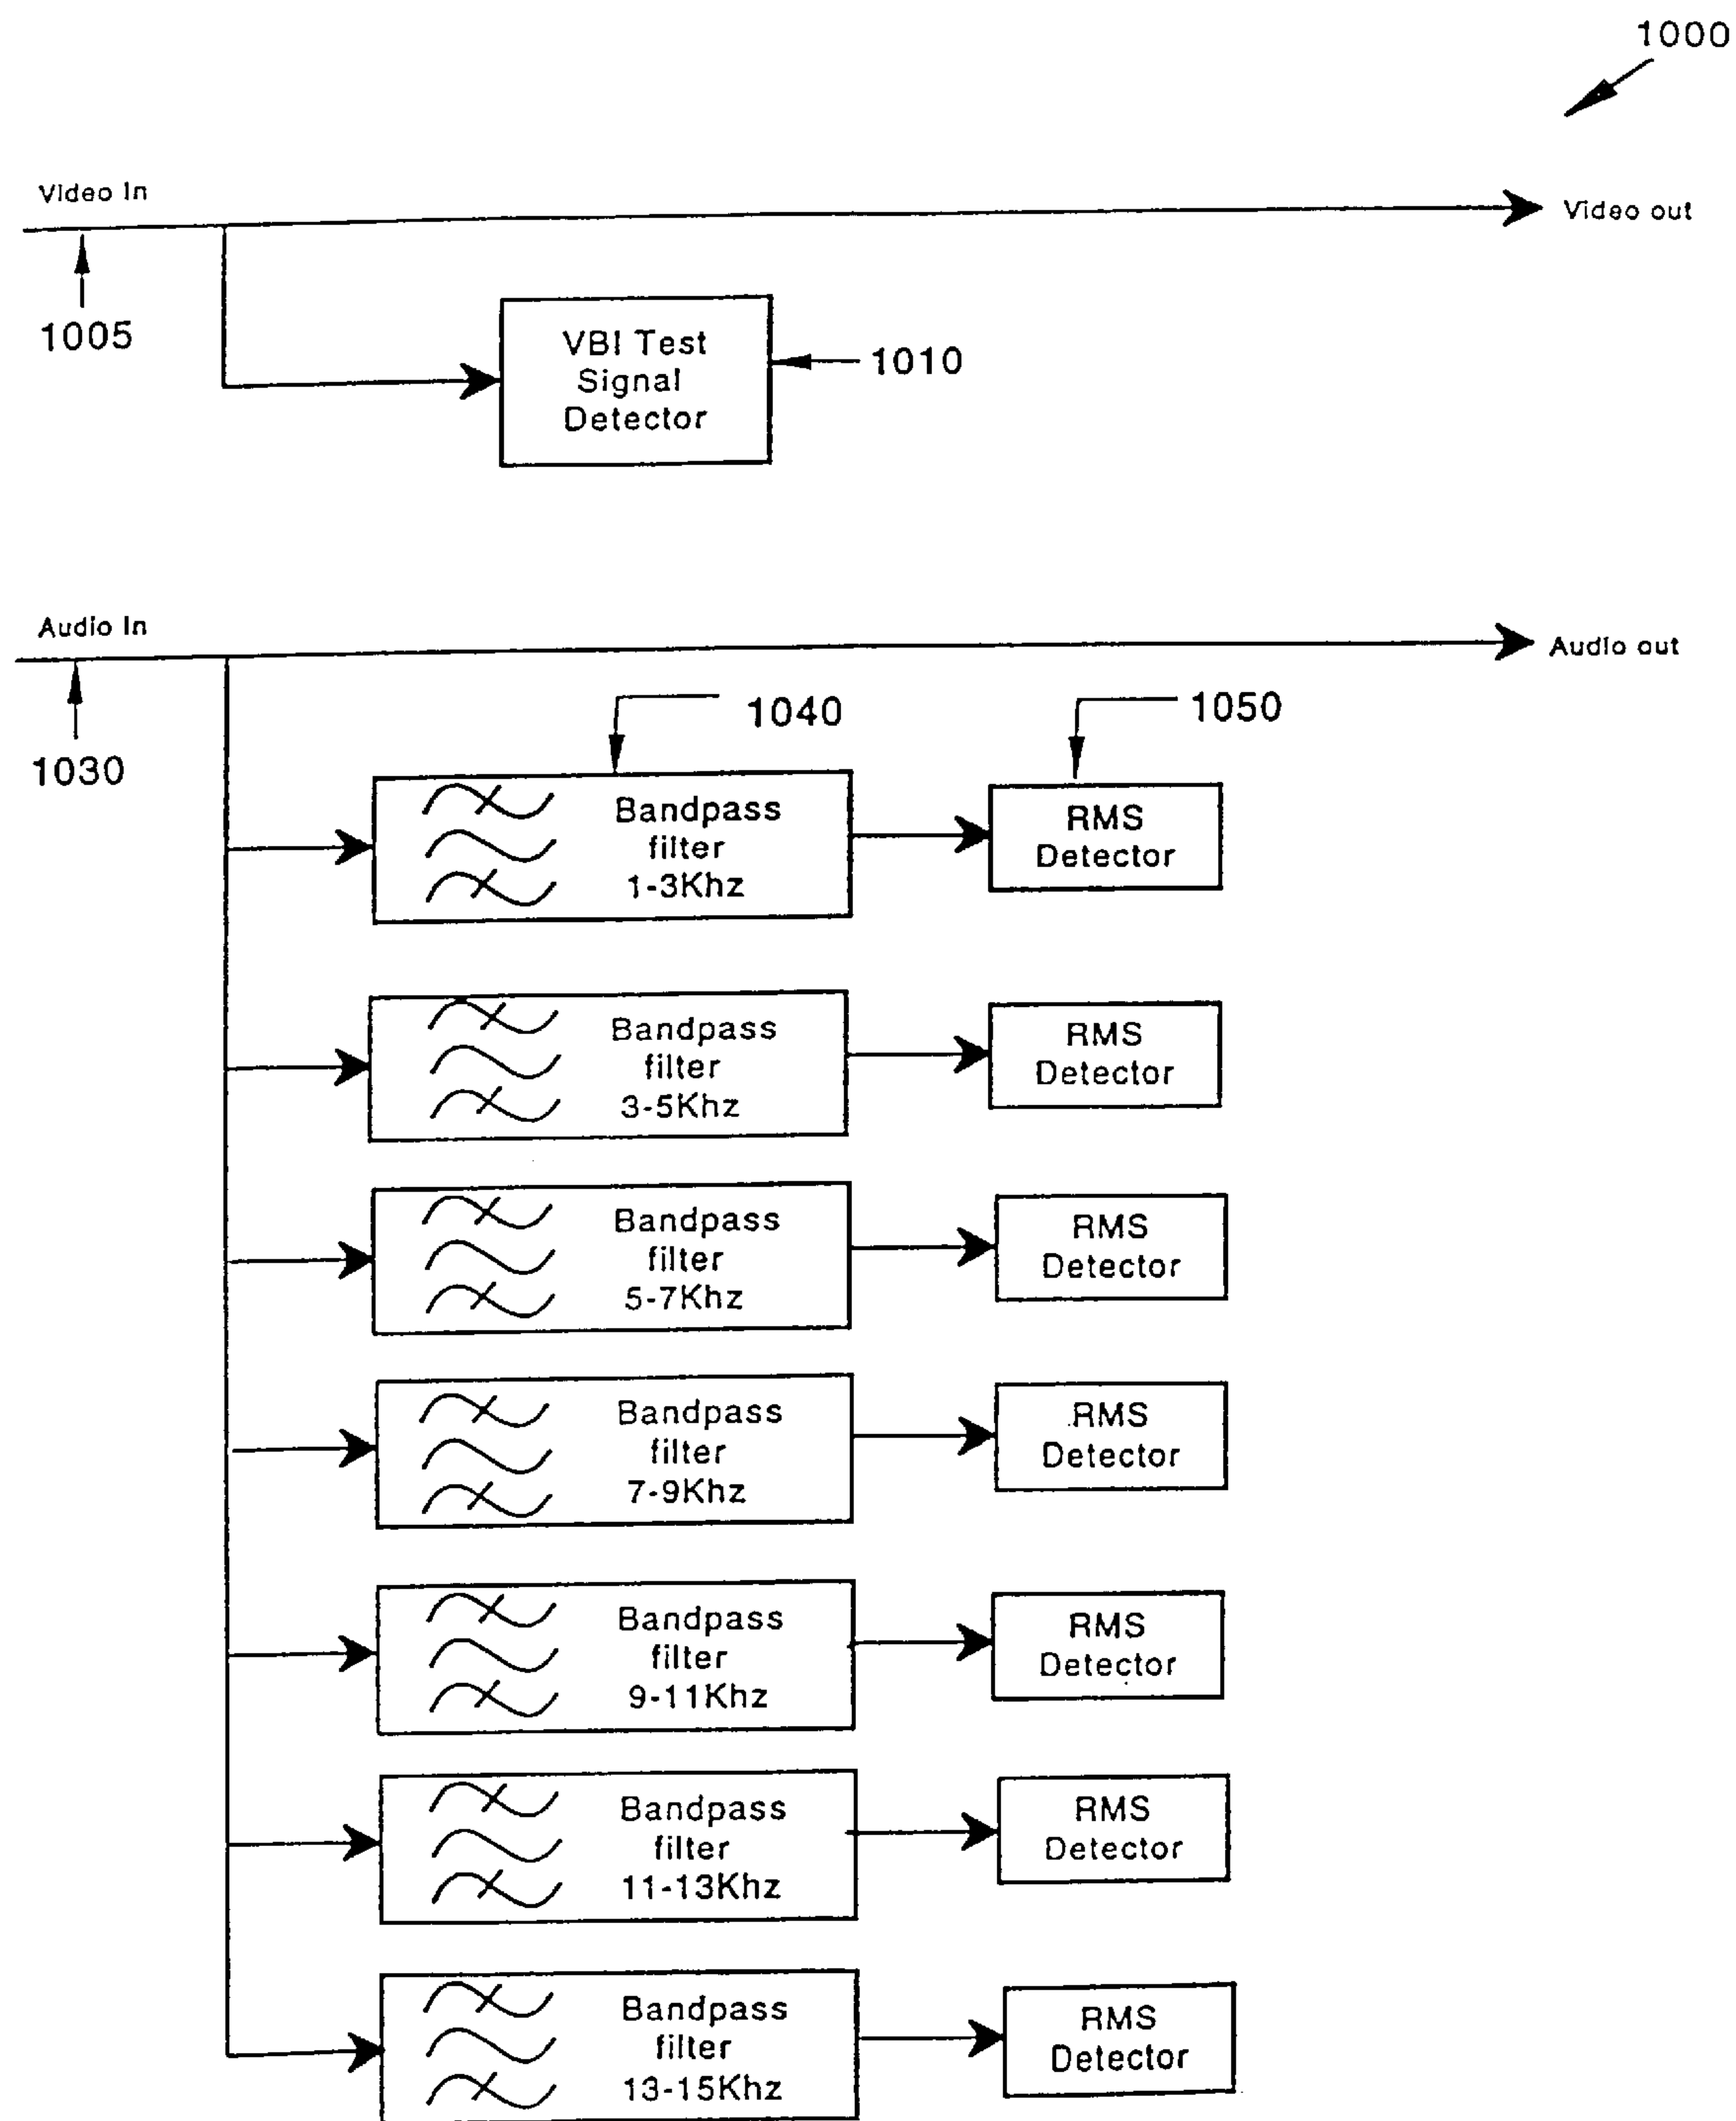 1000
Video In
Video out
1005
VBI Test
Signal
Detector
1010
Audio In
Audio out
1030
1040
1050
Bandpass
filter
1-3Khz
RMS
Detector
Bandpass
filter
3-5Khz
RMS
Detector
Bandpass
filter
5-7Khz
RMS
Detector
Bandpass
filter
7-9Khz
RMS
Detector
Bandpass
filter
9-11Khz
RMS
Detector
Bandpass
filter
11-13Khz
RMS
Detector
Bandpass
filter
13-15Khz
RMS
Detector